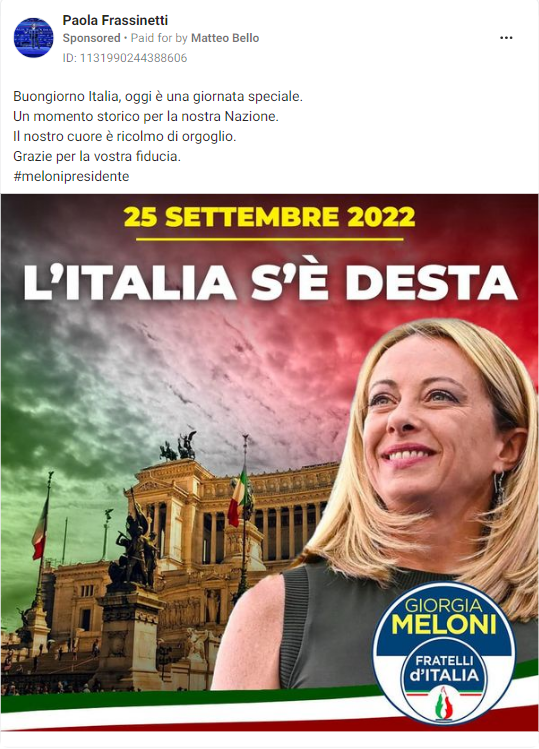 Paola Frassinetti
Sponsored • Paid for by Matteo Bello
ID: 1131990244388606
Buongiorno Italia, oggi è una giornata speciale.
Un momento storico per la nostra Nazione.
Il nostro cuore è ricolmo di orgoglio.
Grazie per la vostra fiducia.
#melonipresidente
25 SETTEMBRE 2022
L'ITALIA S'È DESTA
GIORGIA
MELONI
FRATELLI
d'ITALIA